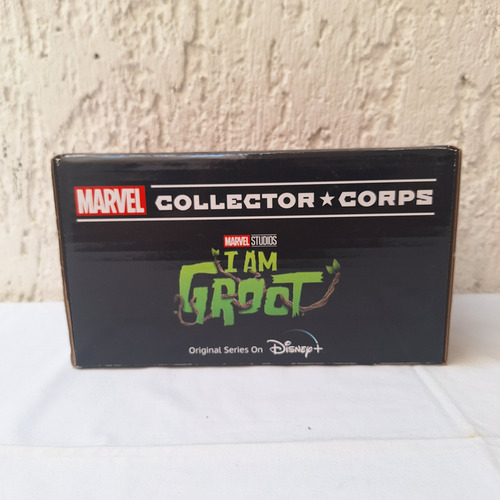 MARVEL COLLECTOR ★ CORPS
MARVEL STUDIOS
I AM
GROOT
Original Series On Disney+